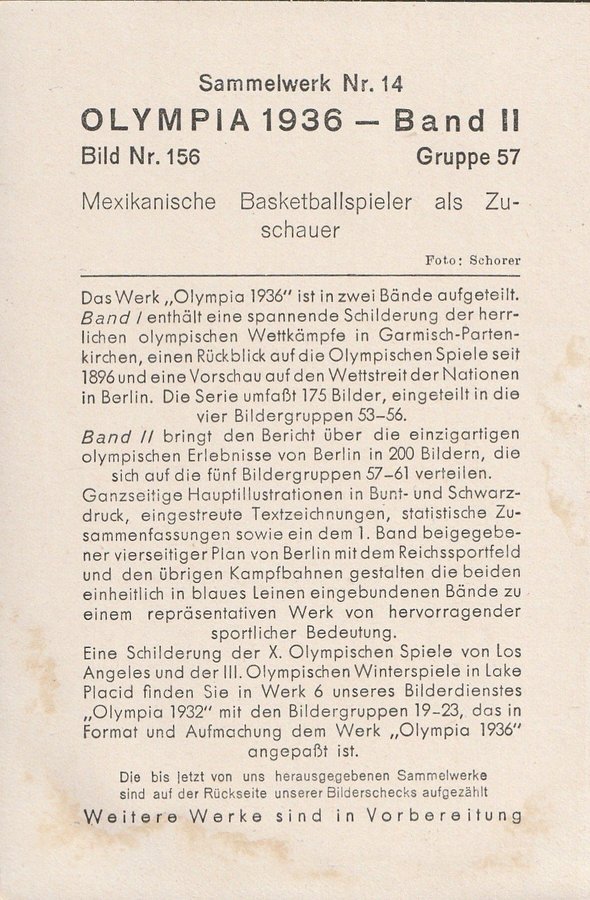 Sammelwerk Nr. 14
OLYMPIA 1936 — Band II
Bild Nr. 156 Gruppe 57
Mexikanische Basketballspieler als Zu-
schauer
Foto: Schorer
Das Werk „Olympia 1936" ist in zwei Bände aufgeteilt.
Band I enthält eine spannende Schilderung der herr-
lichen olympischen Wettkämpfe in Garmisch-Parten-
kirchen, einen Rückblick auf die Olympischen Spiele seit
1896 und eine Vorschau auf den Wettstreit der Nationen
in Berlin. Die Serie umfaßt 175 Bilder, eingeteilt in die
vier Bildergruppen 53–56.
Band II bringt den Bericht über die einzigartigen
olympischen Erlebnisse von Berlin in 200 Bildern, die
sich auf die fünf Bildergruppen 57–61 verteilen.
Ganzseitige Hauptillustrationen in Bunt- und Schwarz-
druck, eingestreute Textzeichnungen, statistische Zu-
sammenfassungen sowie ein dem 1. Band beigegebe-
ner vierseitiger Plan von Berlin mit dem Reichssportfeld
und den übrigen Kampfbahnen gestalten die beiden
einheitlich in blaues Leinen eingebundenen Bände zu
einem repräsentativen Werk von hervorragender
sportlicher Bedeutung.
Eine Schilderung der X. Olympischen Spiele von Los
Angeles und der III. Olympischen Winterspiele in Lake
Placid finden Sie in Werk 6 unseres Bilderdienstes
„Olympia 1932" mit den Bildergruppen 19–23, das in
Format und Aufmachung dem Werk „Olympia 1936"
angepaßt ist.
Die bis jetzt von uns herausgegebenen Sammelwerke
sind auf der Rückseite unserer Bilderschecks aufgezählt
Weitere Werke sind in Vorbereitung